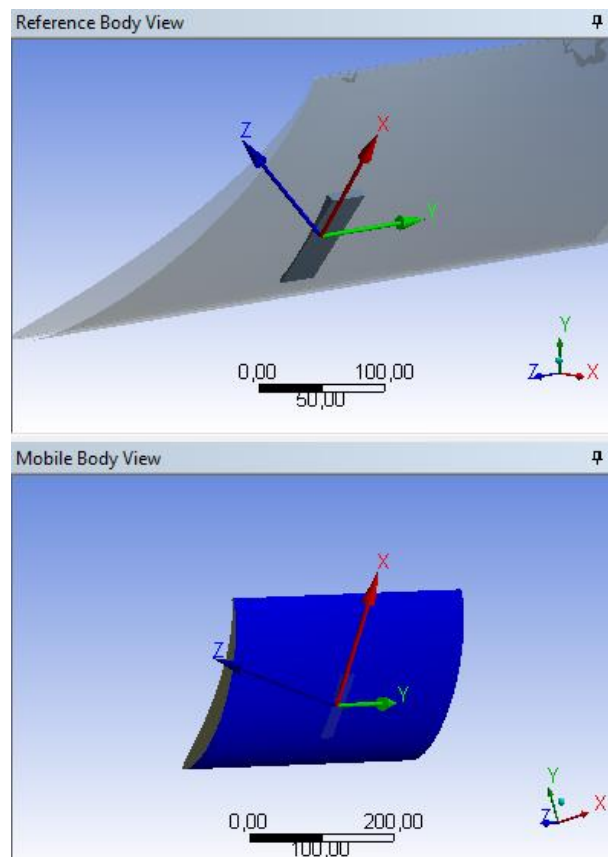 Reference Body View
Z
X
Y
0,00
100,00
50,00
Y
Z
X
Mobile Body View
X
Z
Y
0,00
200,00
100,00
Y
Z
X